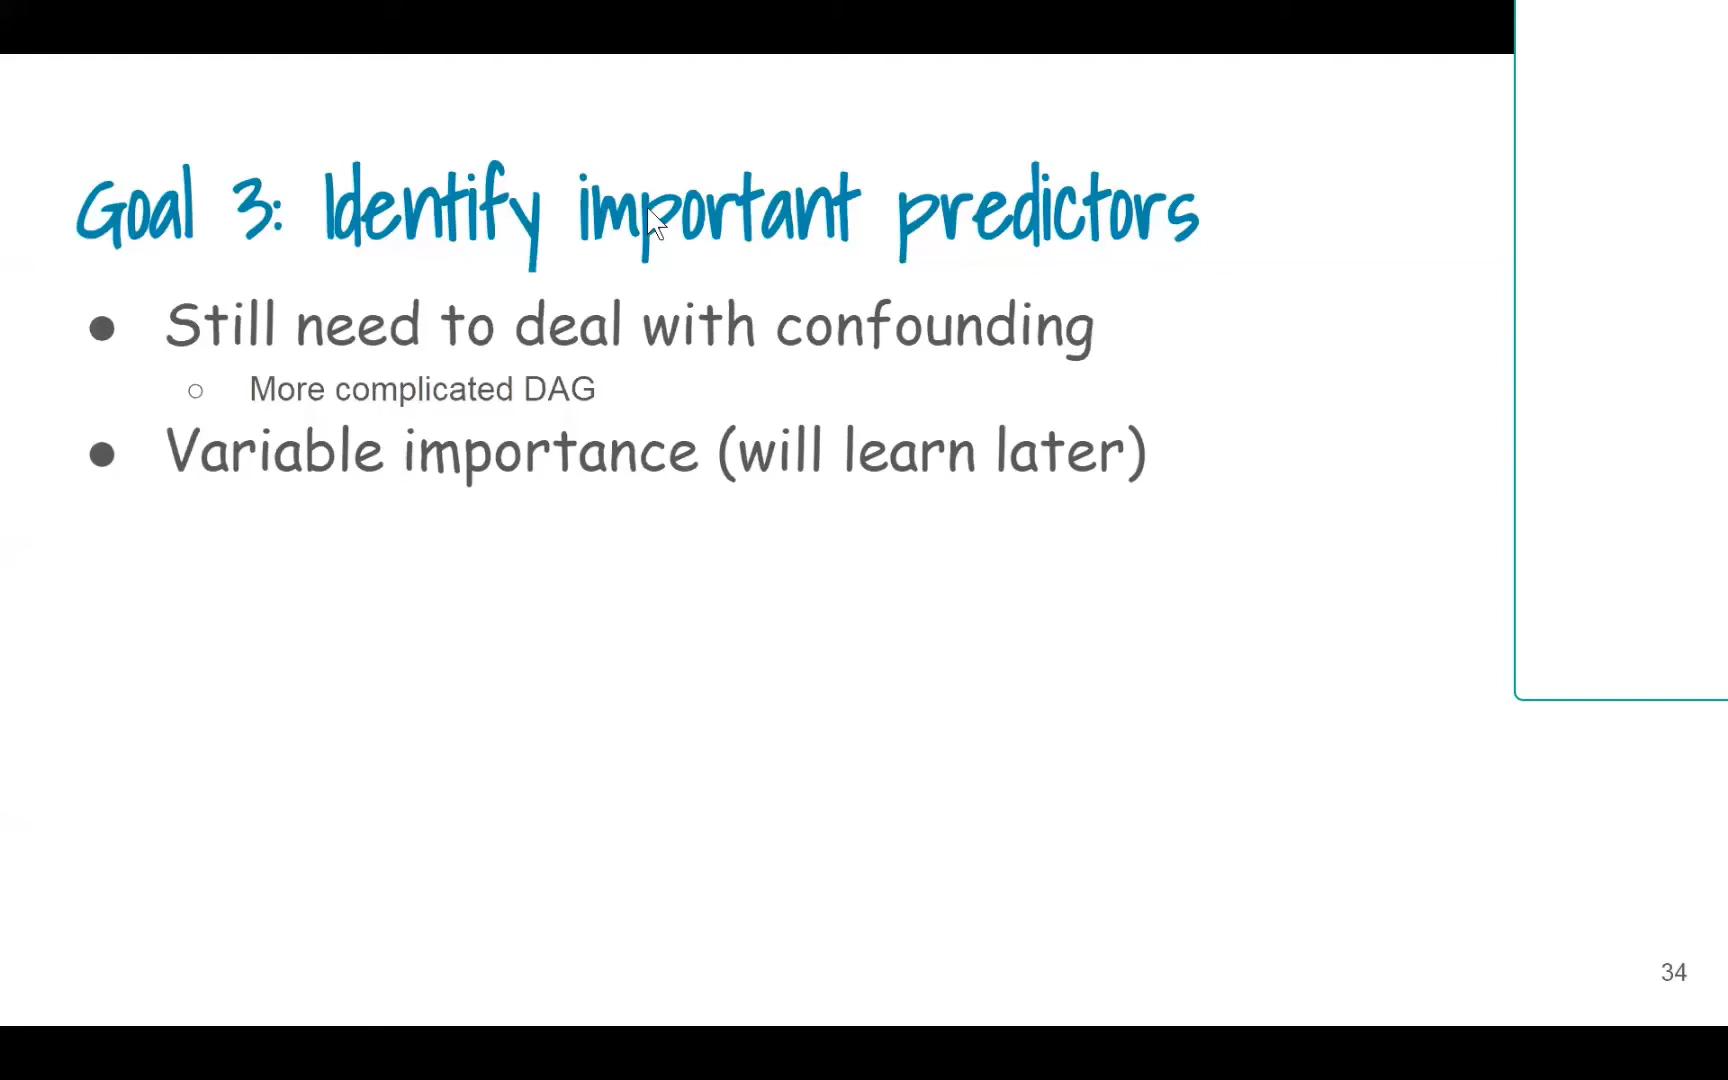 Goal 3: Identify important predictors
● Still need to deal with confounding
○ More complicated DAG
● Variable importance (will learn later)
34